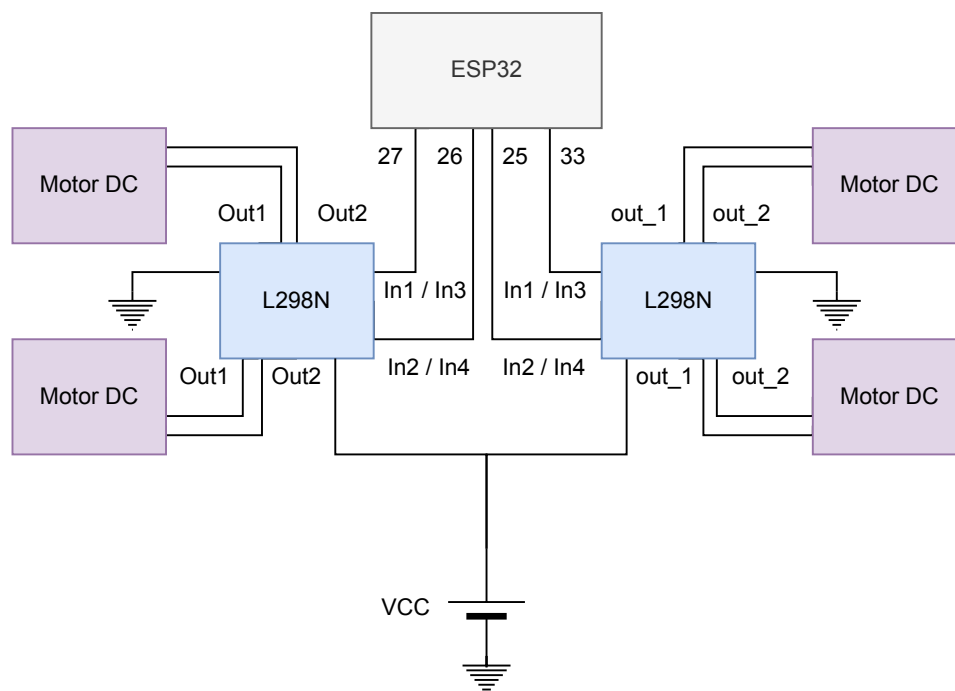 ESP32
27
26
25
33
Motor DC
Motor DC
Out1
Out2
out_1
out_2
L298N
L298N
In1 / In3
In1 / In3
In2 / In4
In2 / In4
Out1
Out2
out_1
out_2
Motor DC
Motor DC
VCC